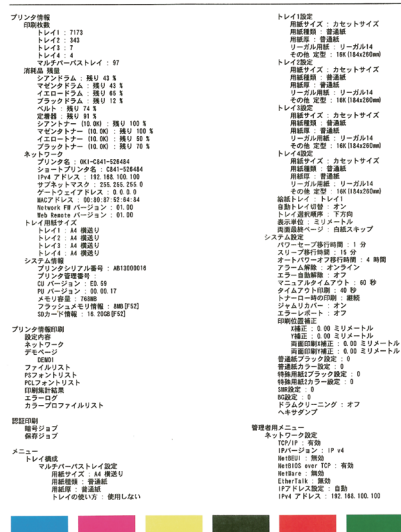 プリンタ情報
印刷枚数
トレイ1 : 7173
トレイ2 : 343
トレイ3 : 7
トレイ4 : 4
マルチパーパストレイ : 97
消耗品 残量
シアンドラム : 残り 43 %
マゼンタドラム : 残り 43 %
イエロードラム : 残り 65 %
ブラックドラム : 残り 12 %
ベルト : 残り 74 %
定着器 : 残り 91 %
シアントナー (10.0K) : 残り 100 %
マゼンタトナー (10.0K) : 残り 100 %
イエロートナー (10.0K) : 残り 50 %
ブラックトナー (10.0K) : 残り 70 %
ネットワーク
プリンタ名 : OKI-C841-526484
ショートプリンタ名 : C841-526484
IPv4 アドレス : 192.168.100.100
サブネットマスク : 255.255.255.0
ゲートウェイアドレス : 0.0.0.0
MACアドレス : 00:80:87:52:64:84
Network FW バージョン : 01.00
Web Remote バージョン : 01.00
トレイ用紙サイズ
トレイ1 : A4 横送り
トレイ2 : A4 横送り
トレイ3 : A4 横送り
トレイ4 : A4 横送り
システム情報
プリンタシリアル番号 : AB13009016
プリンタ管理番号 :
CU バージョン : E0.59
PU バージョン : 00.00.17
メモリ容量 : 768MB
フラッシュメモリ情報 : 8MB[F52]
SDカード情報 : 16.20GB[F52]
プリンタ情報印刷
設定内容
ネットワーク
デモページ
DEMO1
ファイルリスト
PSフォントリスト
PCLフォントリスト
印刷集計結果
エラーログ
カラープロファイルリスト
認証印刷
暗号ジョブ
保存ジョブ
メニュー
トレイ構成
マルチパーパストレイ設定
用紙サイズ : A4 横送り
用紙種類 : 普通紙
用紙厚 : 普通紙
トレイの使い方 : 使用しない
トレイ1設定
用紙サイズ : カセットサイズ
用紙種類 : 普通紙
用紙厚 : 普通紙
リーガル用紙 : リーガル14
その他 定型 : 16K(184x260mm)
トレイ2設定
用紙サイズ : カセットサイズ
用紙種類 : 普通紙
用紙厚 : 普通紙
リーガル用紙 : リーガル14
その他 定型 : 16K(184x260mm)
トレイ3設定
用紙サイズ : カセットサイズ
用紙種類 : 普通紙
用紙厚 : 普通紙
リーガル用紙 : リーガル14
その他 定型 : 16K(184x260mm)
トレイ4設定
用紙サイズ : カセットサイズ
用紙種類 : 普通紙
用紙厚 : 普通紙
リーガル用紙 : リーガル14
その他 定型 : 16K(184x260mm)
給紙トレイ : トレイ1
自動トレイ切替 : オン
トレイ選択順序 : 下方向
表示単位 : ミリメートル
両面最終ページ : 白紙スキップ
システム設定
パワーセーブ移行時間 : 1 分
スリープ移行時間 : 15 分
オートパワーオフ移行時間 : 4 時間
アラーム解除 : オンライン
エラー自動解除 : オフ
マニュアルタイムアウト : 60 秒
タイムアウト印刷 : 40 秒
トナーロー時の印刷 : 継続
ジャムリカバー : オン
エラーレポート : オフ
印刷位置補正
X補正 : 0.00 ミリメートル
Y補正 : 0.00 ミリメートル
両面印刷X補正 : 0.00 ミリメートル
両面印刷Y補正 : 0.00 ミリメートル
普通紙ブラック設定 : 0
普通紙カラー設定 : 0
特殊用紙2ブラック設定 : 0
特殊用紙2カラー設定 : 0
SMR設定 : 0
BG設定 : 0
ドラムクリーニング : オフ
ヘキサダンプ
管理者用メニュー
ネットワーク設定
TCP/IP : 有効
IPバージョン : IP v4
NetBEUI : 無効
NetBIOS over TCP : 有効
NetWare : 無効
EtherTalk : 無効
IPアドレス設定 : 自動
IPv4 アドレス : 192.168.100.100